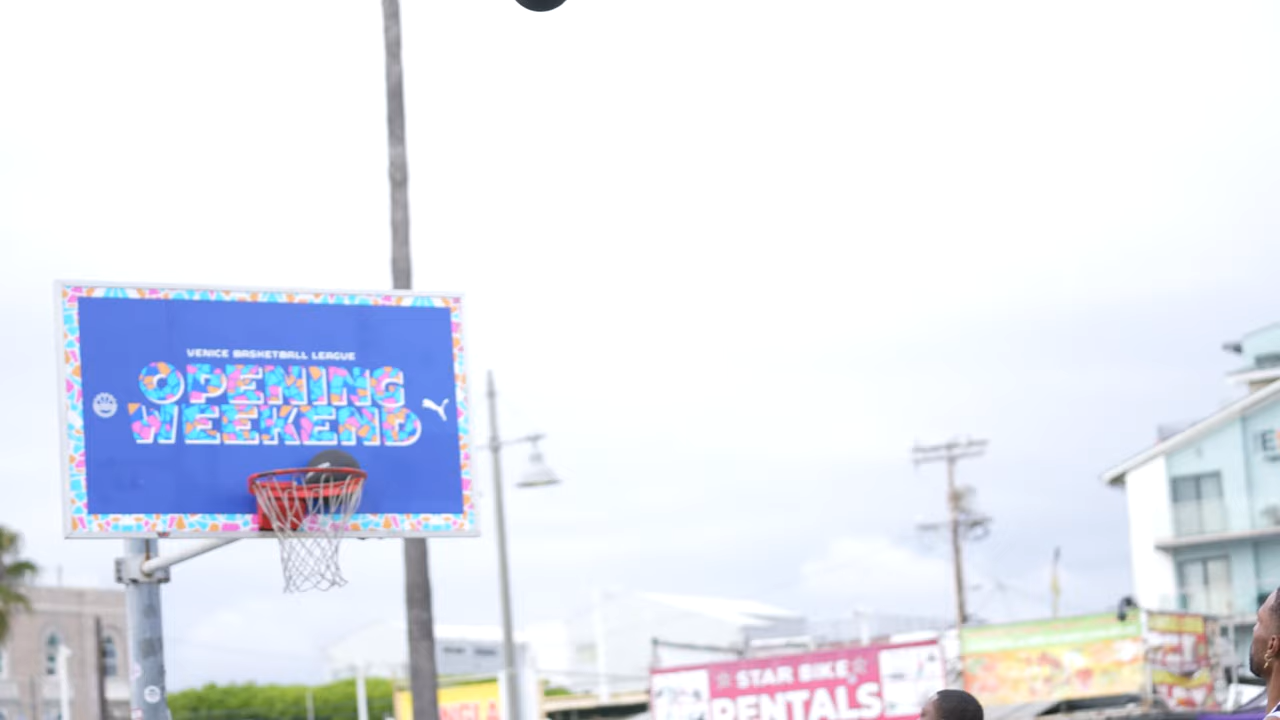 VENICE BASKETBALL LEAGUE
OPENING
WEEKEND
STAR BIKE
RENTALS